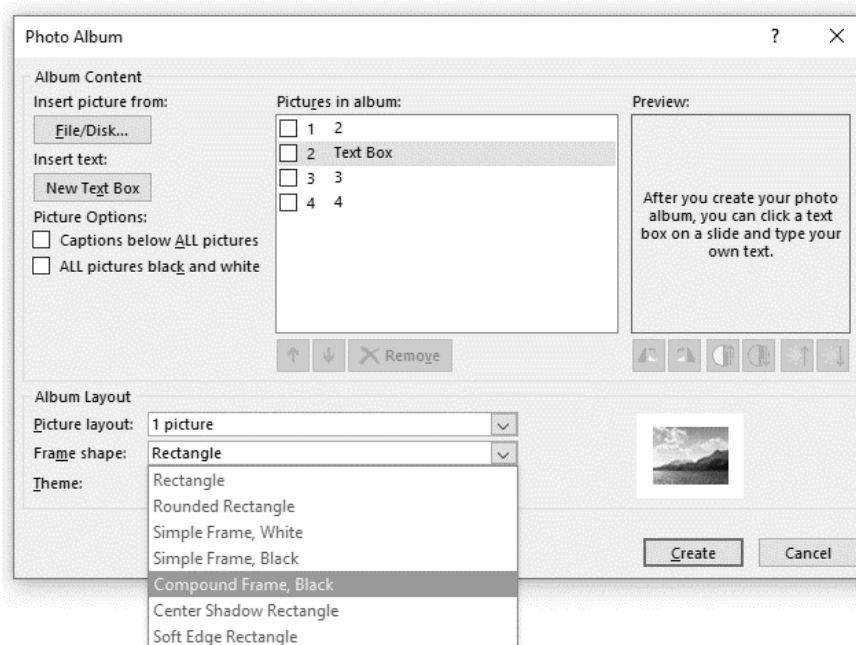 Photo Album ?
Album Content
Insert picture from:
File/Disk...
Insert text:
New Text Box
Picture Options:
Captions below ALL pictures
ALL pictures black and white
Pictures in album:
1 2
2 Text Box
3 3
4 4
Remove
Preview:
After you create your photo
album, you can click a text
box on a slide and type your
own text.
Album Layout
Picture layout: 1 picture
Frame shape: Rectangle
Theme:
Rectangle
Rounded Rectangle
Simple Frame, White
Simple Frame, Black
Compound Frame, Black
Center Shadow Rectangle
Soft Edge Rectangle
Create Cancel